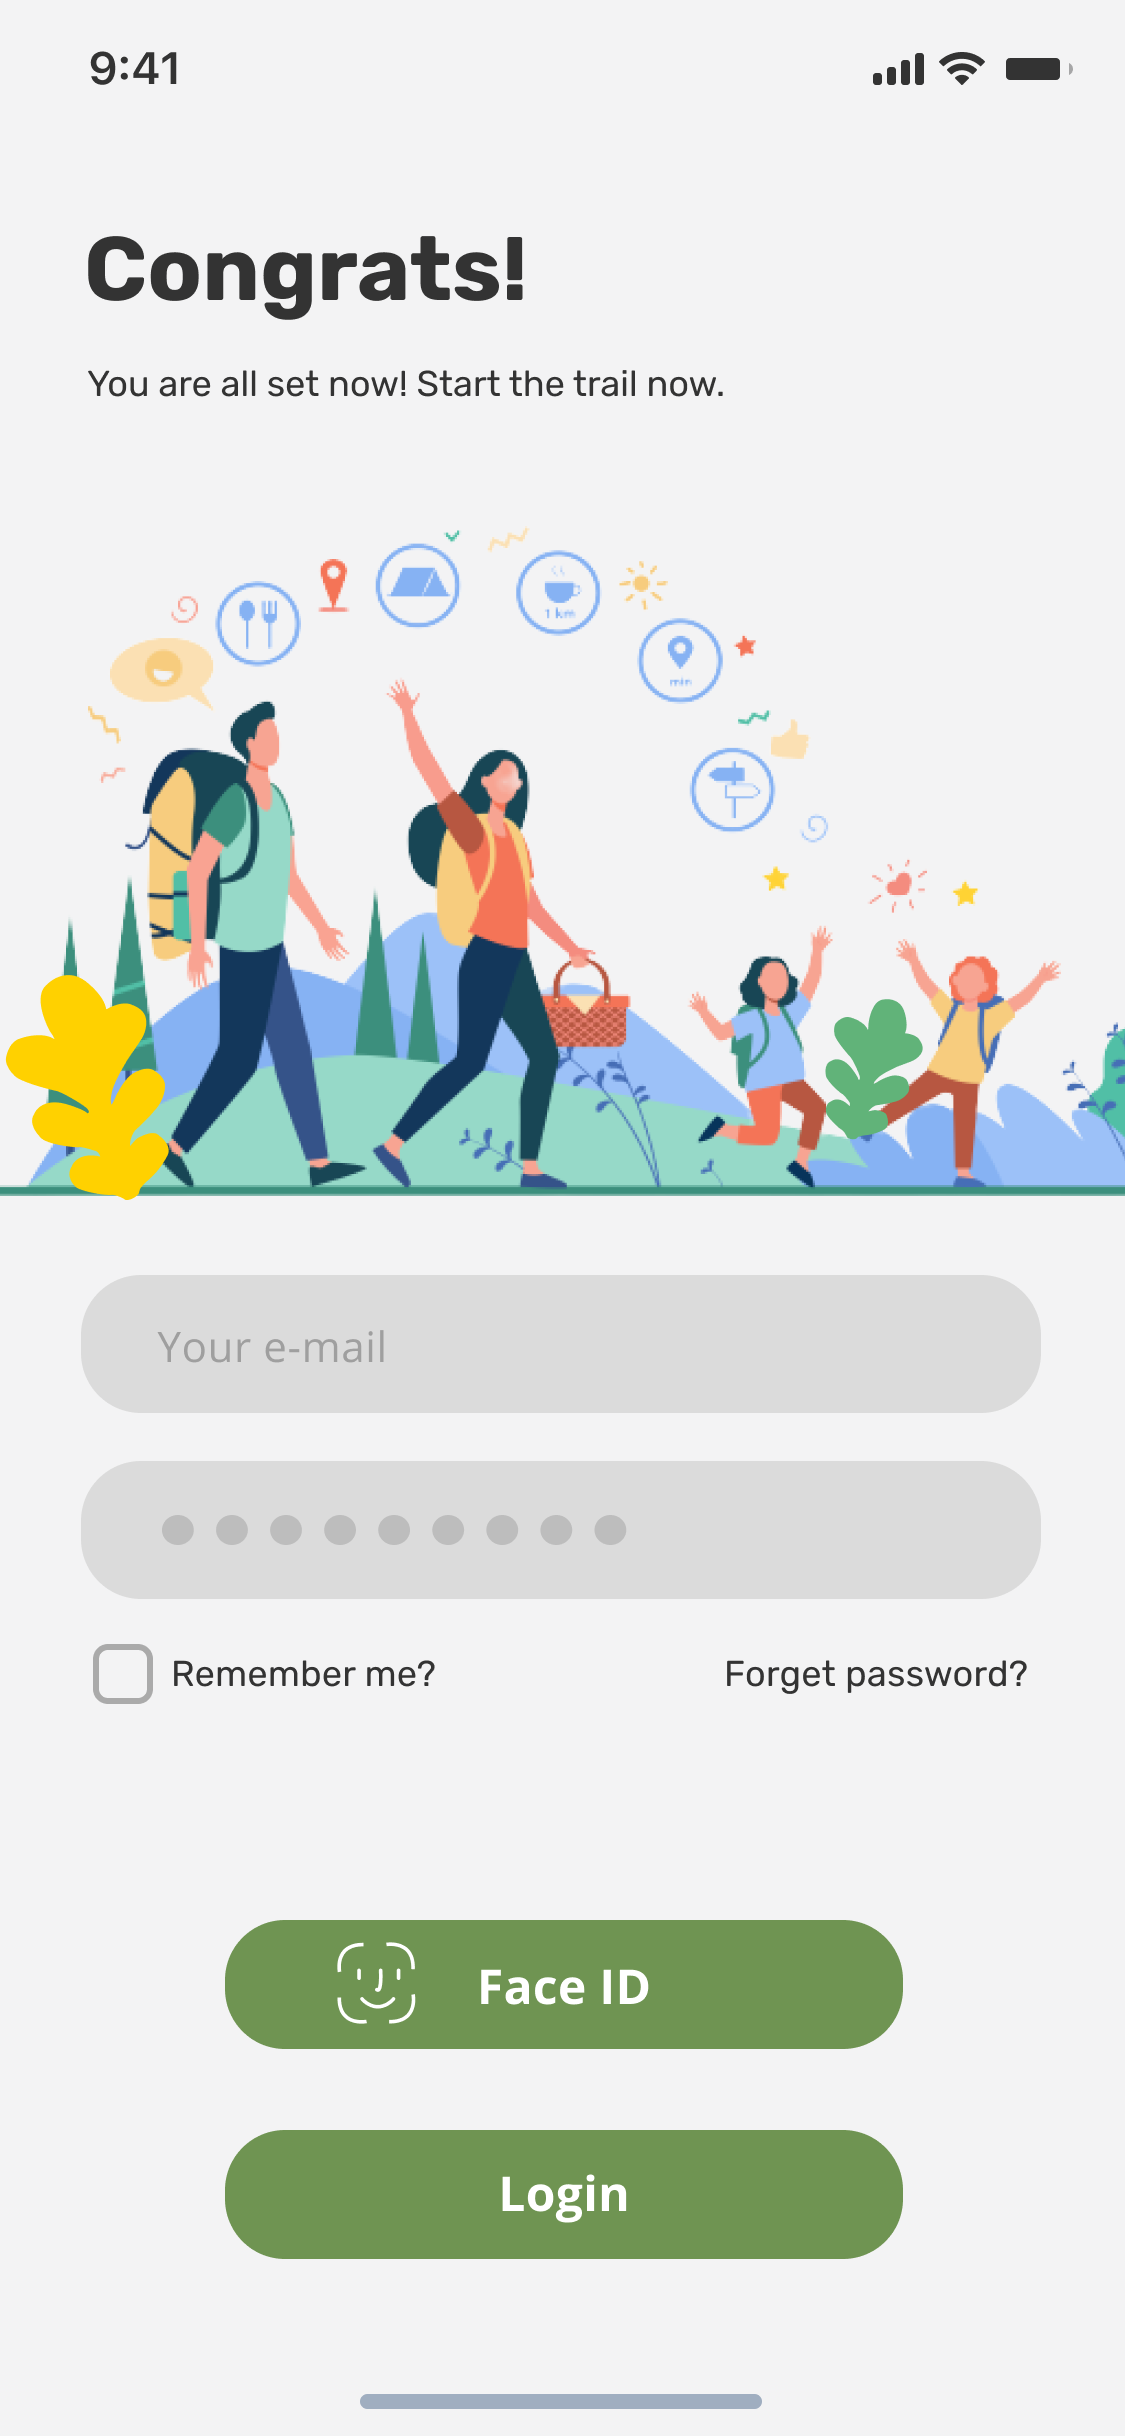 9:41
Congrats!
You are all set now! Start the trail now.
1 km
min
Your e-mail
Remember me?
Forget password?
Face ID
Login